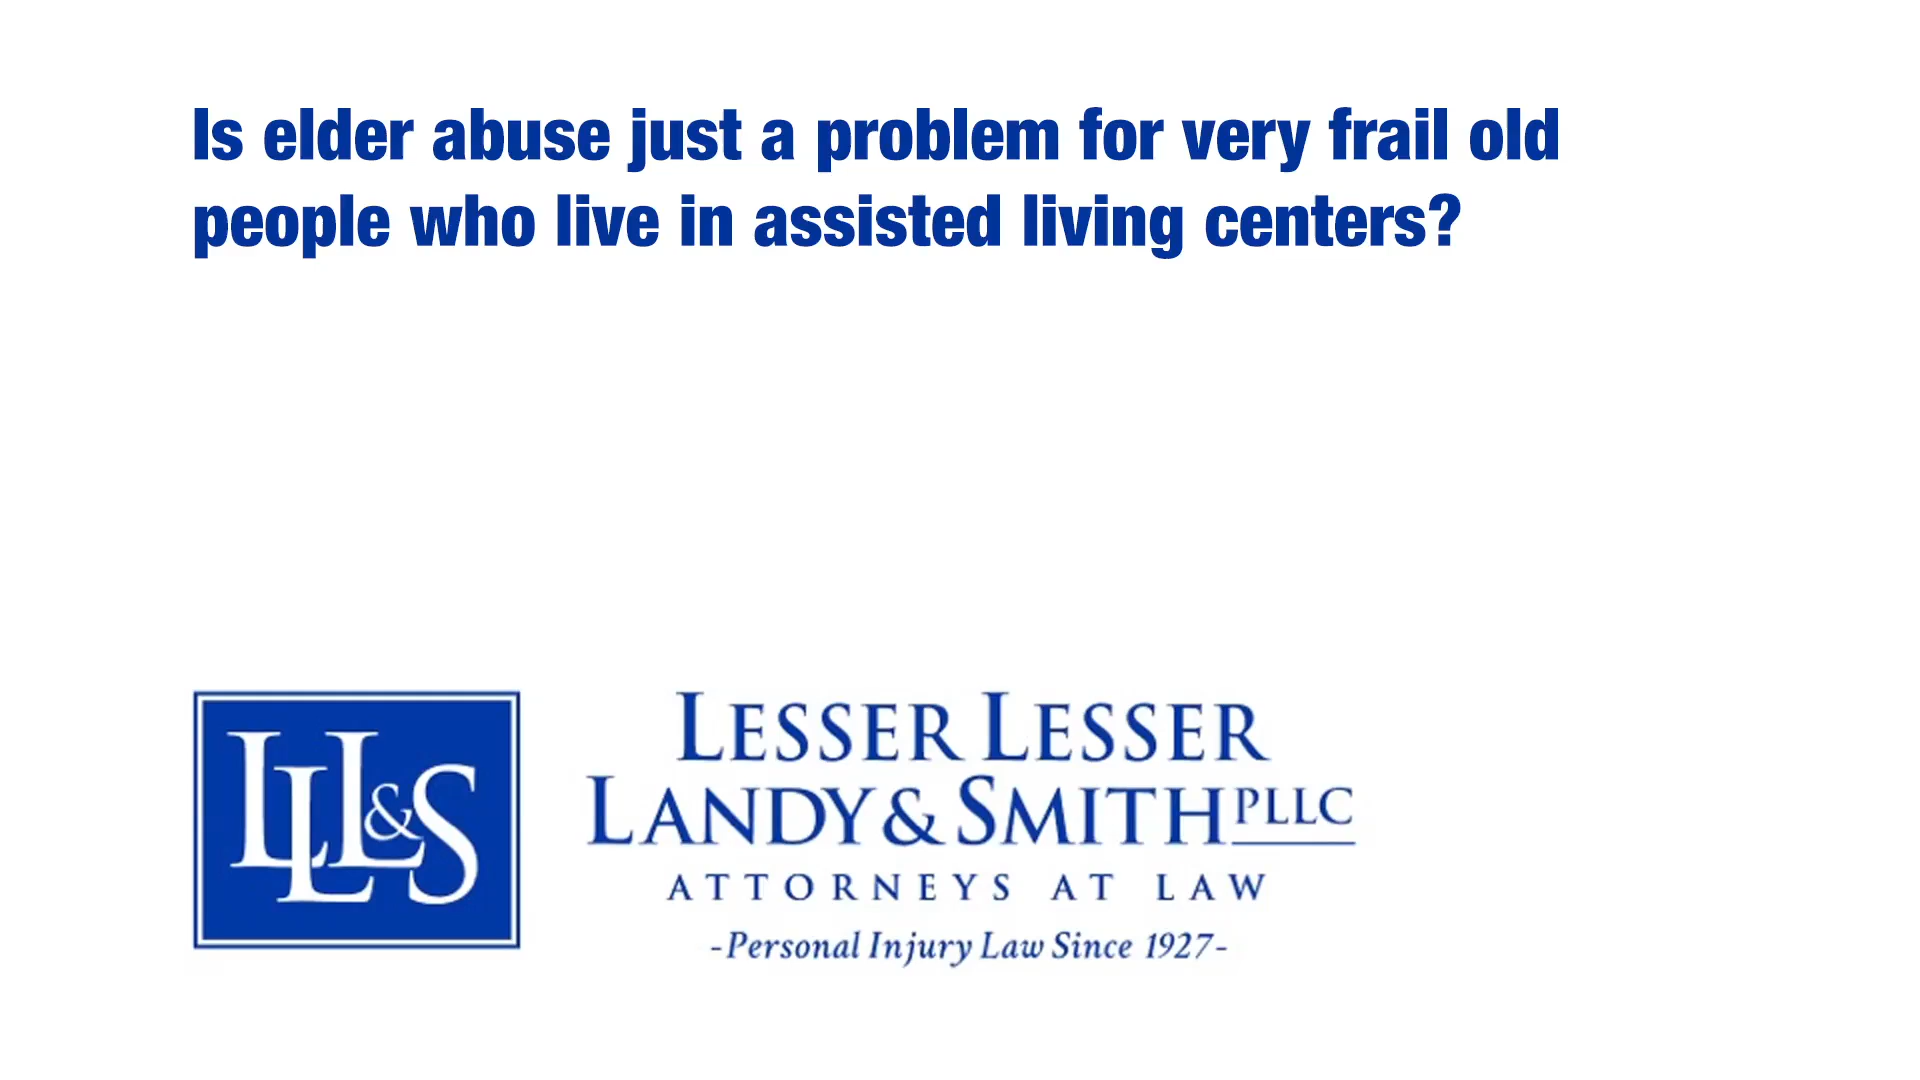 Is elder abuse just a problem for very frail old
people who live in assisted living centers?
LLL&S
LESSER LESSER
LANDY & SMITH PLLC
ATTORNEYS AT LAW
-Personal Injury Law Since 1927-